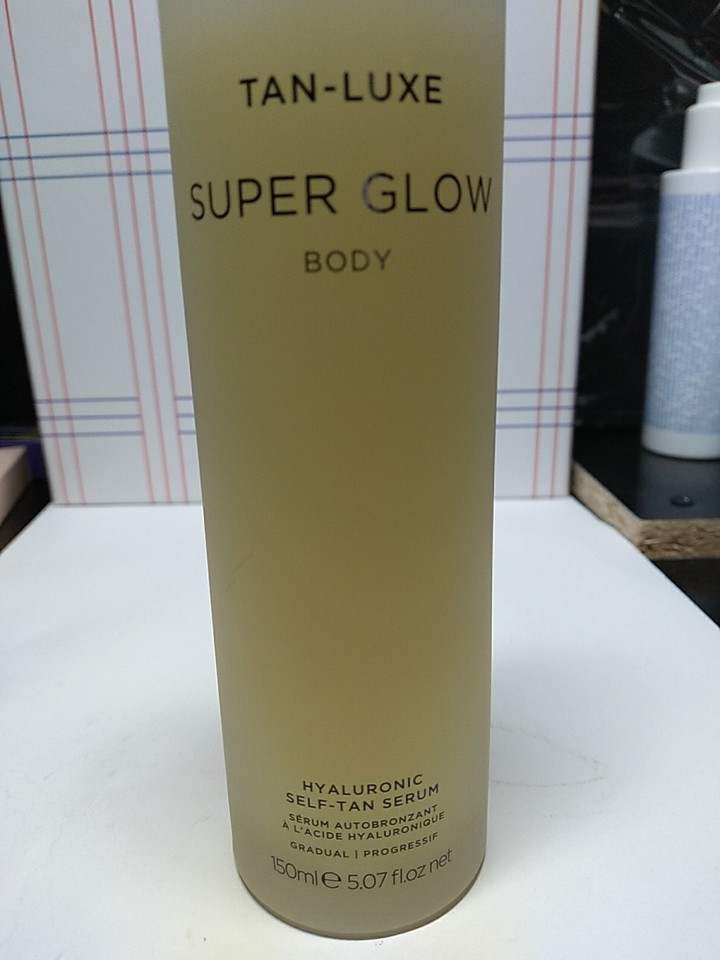 TAN-LUXE
SUPER GLOW
BODY
HYALURONIC
SELF-TAN SERUM
SÉRUM AUTOBRONZANT
À L'ACIDE HYALURONIQUE
GRADUAL | PROGRESSIF
150ml ℮ 5.07 fl.oz net